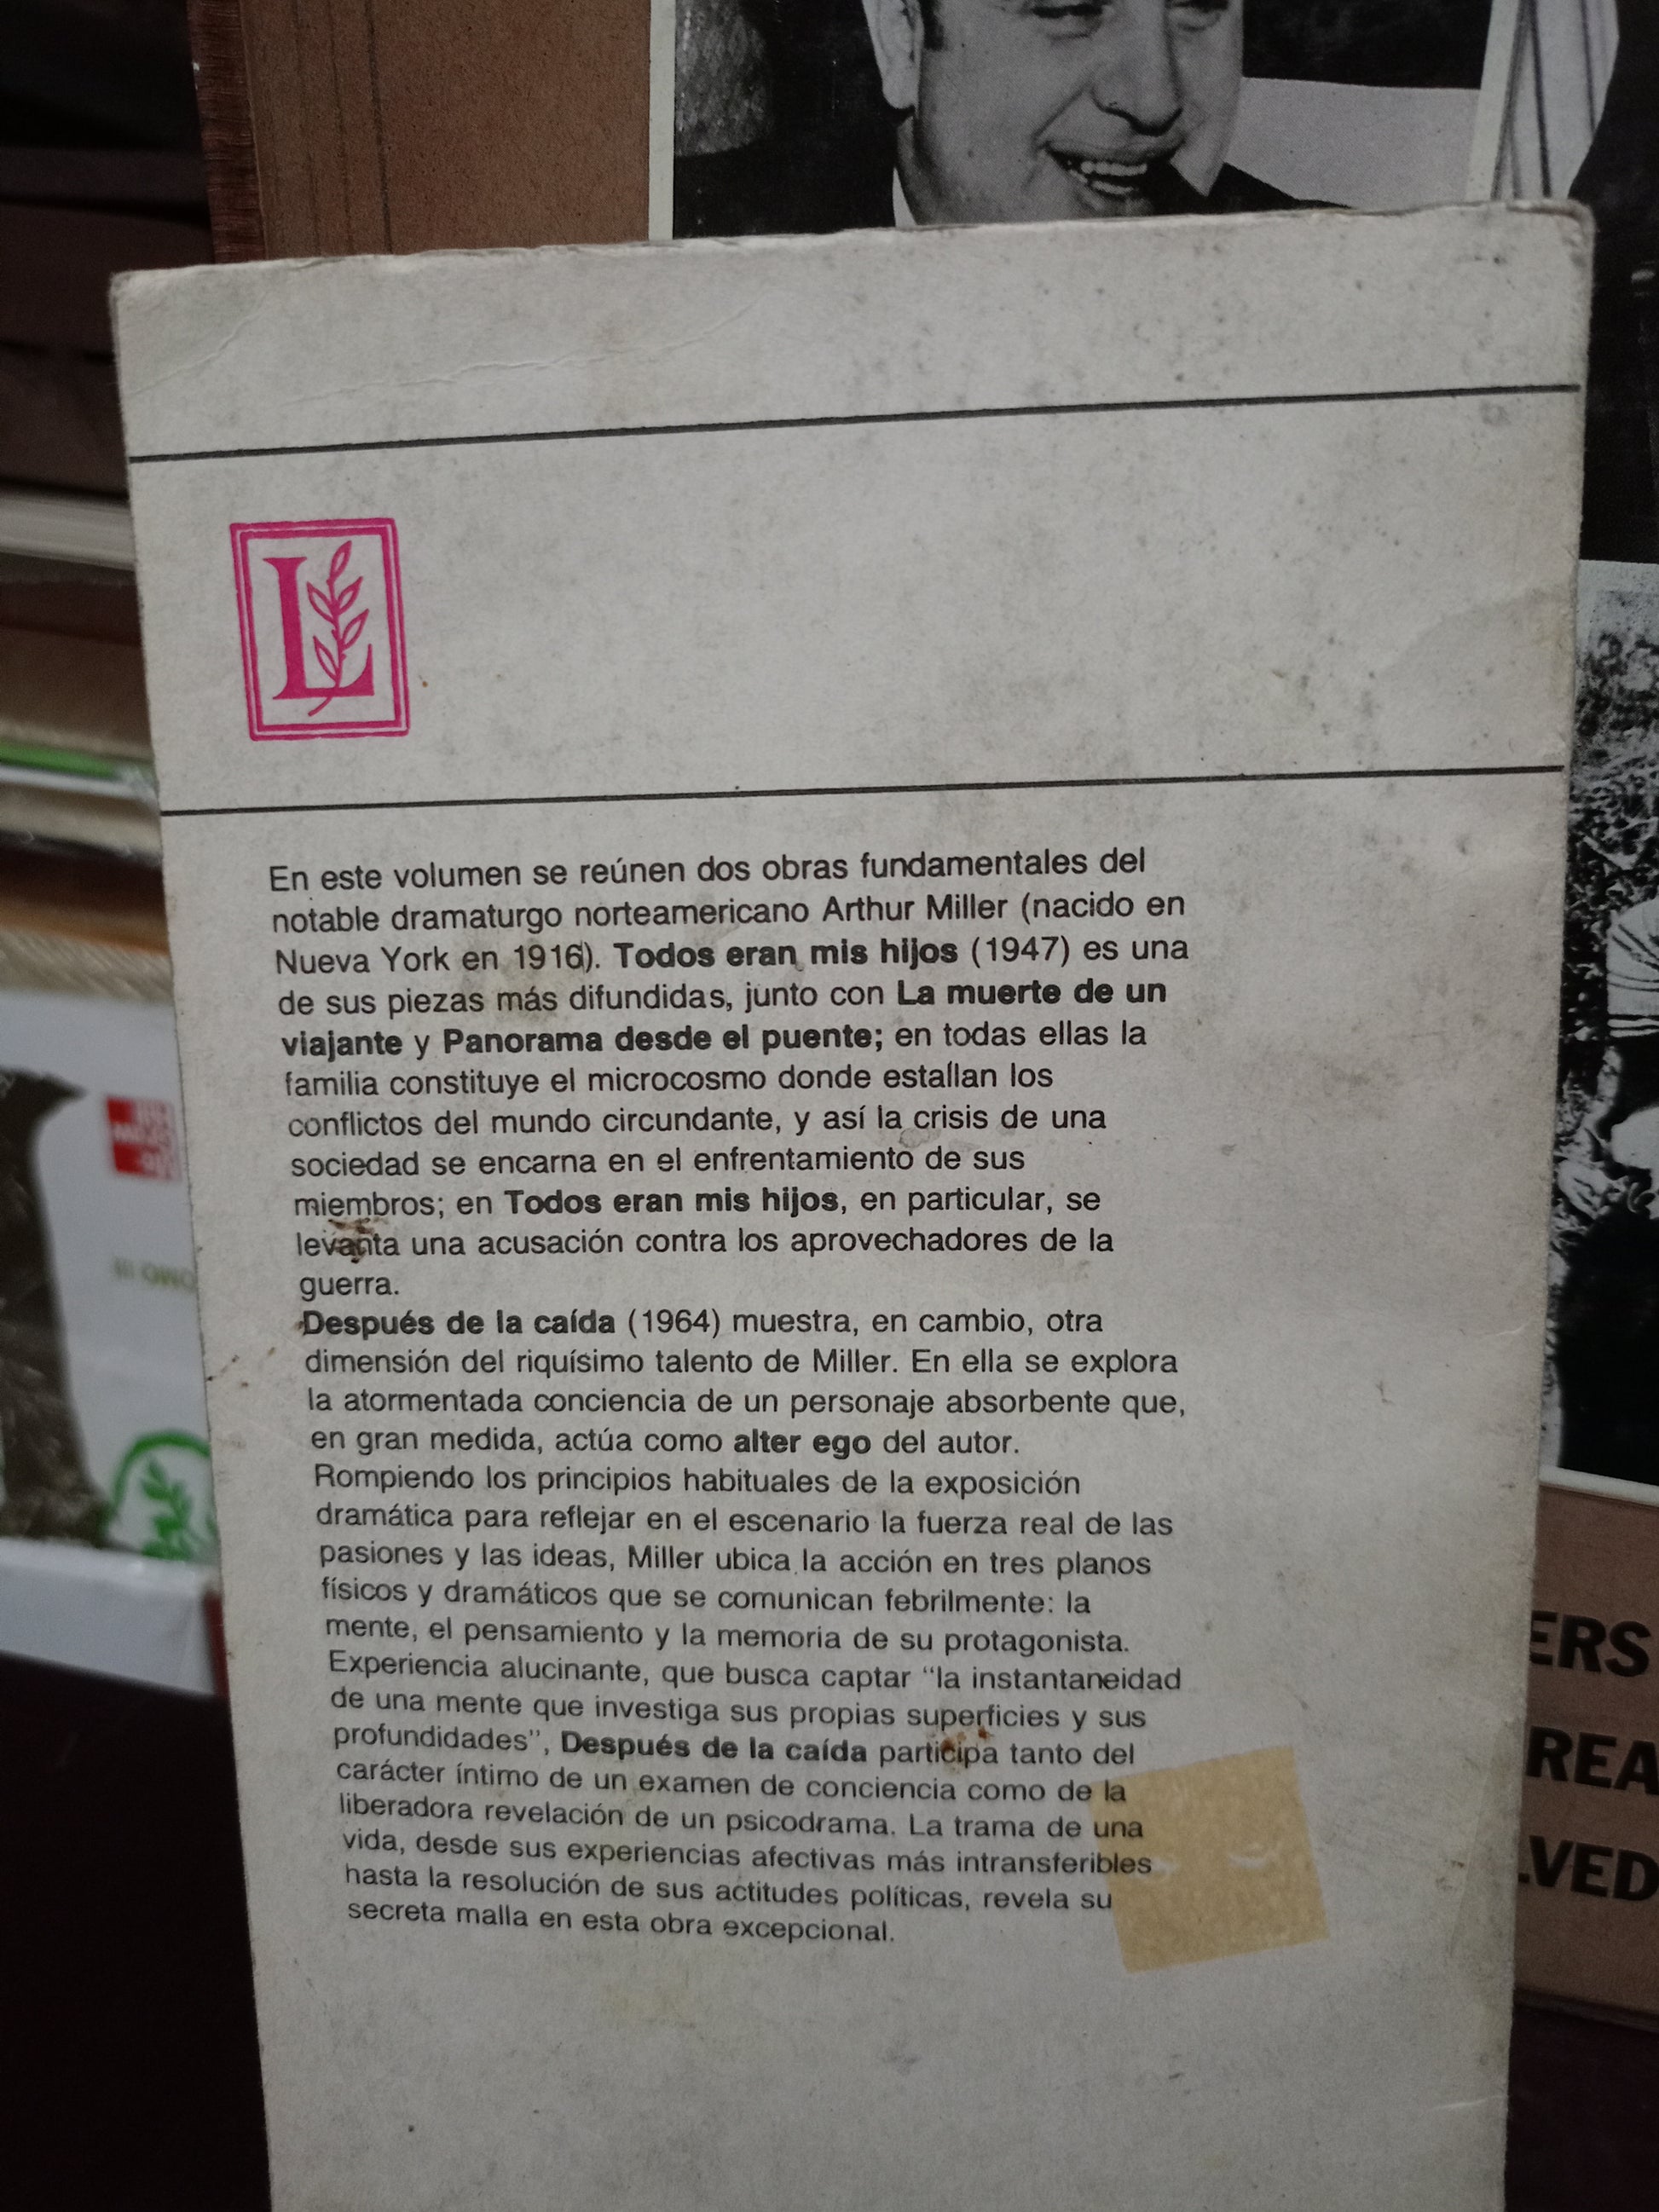 L
En este volumen se reúnen dos obras fundamentales del
notable dramaturgo norteamericano Arthur Miller (nacido en
Nueva York en 1916). Todos eran mis hijos (1947) es una
de sus piezas más difundidas, junto con La muerte de un
viajante y Panorama desde el puente; en todas ellas la
familia constituye el microcosmo donde estallan los
conflictos del mundo circundante, y así la crisis de una
sociedad se encarna en el enfrentamiento de sus
miembros; en Todos eran mis hijos, en particular, se
levanta una acusación contra los aprovechadores de la
guerra.
Después de la caída (1964) muestra, en cambio, otra
dimensión del riquísimo talento de Miller. En ella se explora
la atormentada conciencia de un personaje absorbente que,
en gran medida, actúa como alter ego del autor.
Rompiendo los principios habituales de la exposición
dramática para reflejar en el escenario la fuerza real de las
pasiones y las ideas, Miller ubica la acción en tres planos
físicos y dramáticos que se comunican febrilmente: la
mente, el pensamiento y la memoria de su protagonista.
Experiencia alucinante, que busca captar “la instantaneidad
de una mente que investiga sus propias superficies y sus
profundidades”, Después de la caída participa tanto del
carácter íntimo de un examen de conciencia como de la
liberadora revelación de un psicodrama. La trama de una
vida, desde sus experiencias afectivas más intransferibles
hasta la resolución de sus actitudes políticas, revela su
secreta malla en esta obra excepcional.
ERS
REA
LVED